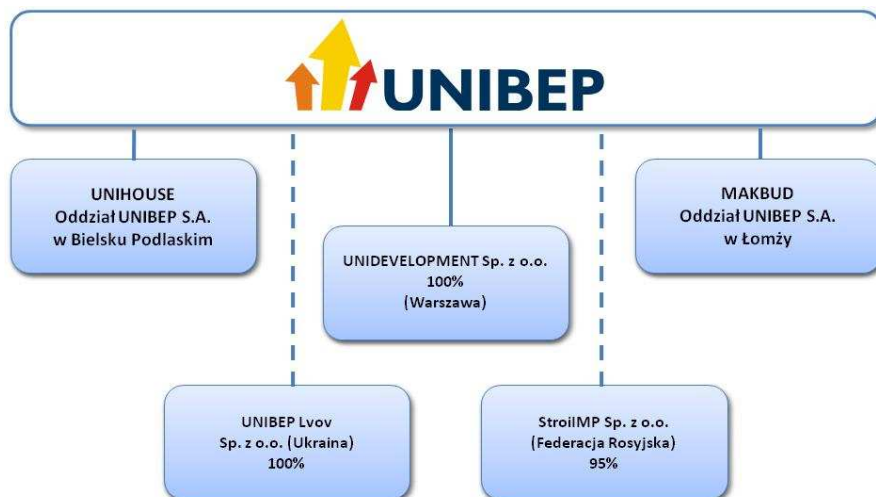 UNIBEP
UNIHOUSE
Oddział UNIBEP S.A.
w Bielsku Podlaskim
MAKBUD
Oddział UNIBEP S.A.
w Łomży
UNIDEVELOPMENT Sp. z o.o.
100%
(Warszawa)
UNIBEP Lvov
Sp. z o.o. (Ukraina)
100%
StroiIMP Sp. z o.o.
(Federacja Rosyjska)
95%